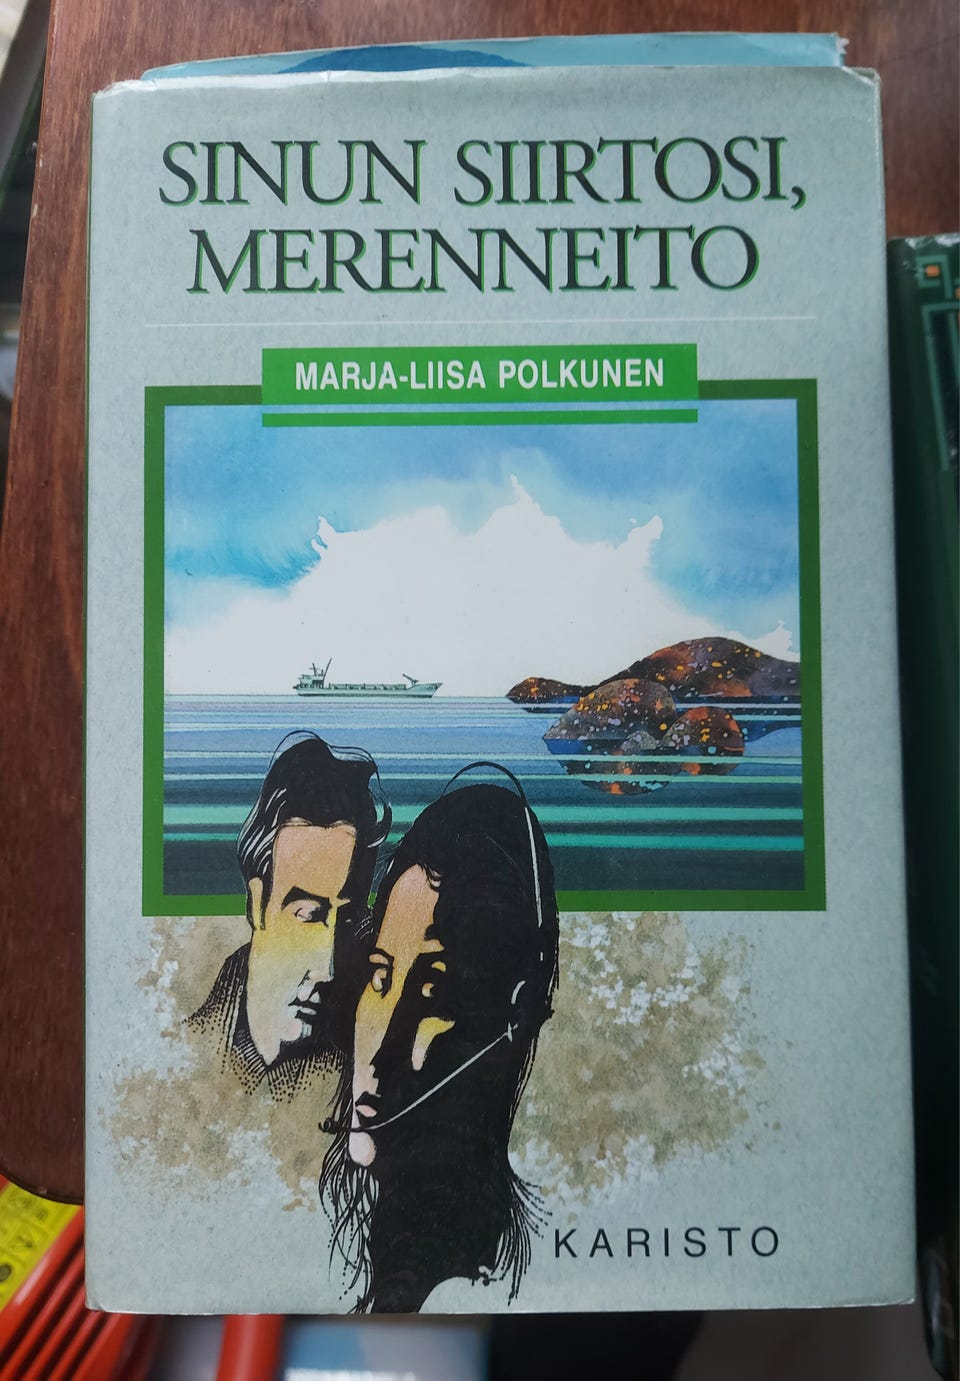 SINUN SIIRTOSI,
MERENNEITO
MARJA-LIISA POLKUNEN
KARISTO